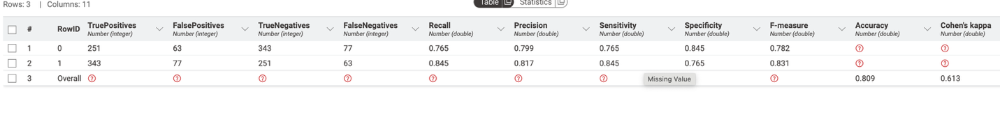 Rows: 3 | Columns: 11
Table Statistics
# RowID TruePositives FalsePositives TrueNegatives FalseNegatives Recall Precision Sensitivity Specificity F-measure Accuracy Cohen's kappa
Number (integer) Number (integer) Number (integer) Number (integer) Number (double) Number (double) Number (double) Number (double) Number (double) Number (double) Number (double)
1 0 251 63 343 77 0.765 0.799 0.765 0.845 0.782 ? ?
2 1 343 77 251 63 0.845 0.817 0.845 0.765 0.831 ? ?
3 Overall ? ? ? ? ? ? ? Missing Value ? 0.809 0.613